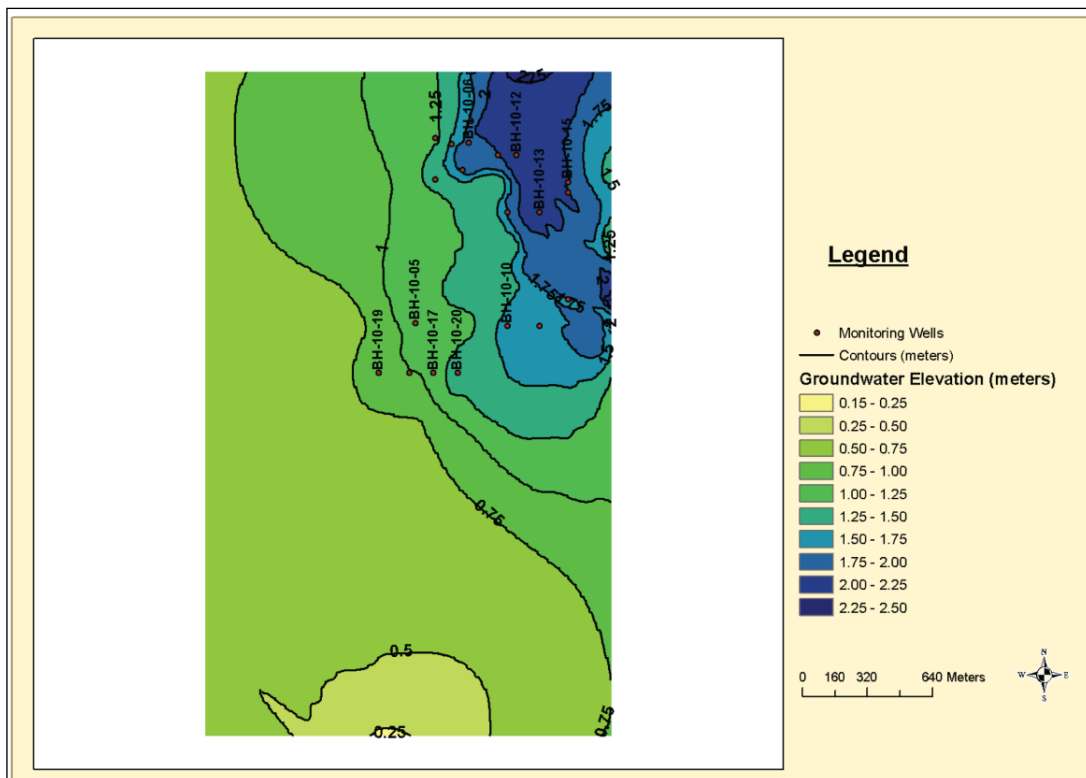 2.25
2
1.25
BH-10-06
BH-10-12
1.75
BH-10-15
BH-10-13
1.5
1
1.25
BH-10-05
BH-10-10
1.75
1.75
2
2
1.5
BH-10-19
BH-10-17
BH-10-20
0.75
0.5
0.25
0.75
Legend
Monitoring Wells
Contours (meters)
Groundwater Elevation (meters)
0.15 - 0.25
0.25 - 0.50
0.50 - 0.75
0.75 - 1.00
1.00 - 1.25
1.25 - 1.50
1.50 - 1.75
1.75 - 2.00
2.00 - 2.25
2.25 - 2.50
0 160 320 640 Meters
N
W E
S